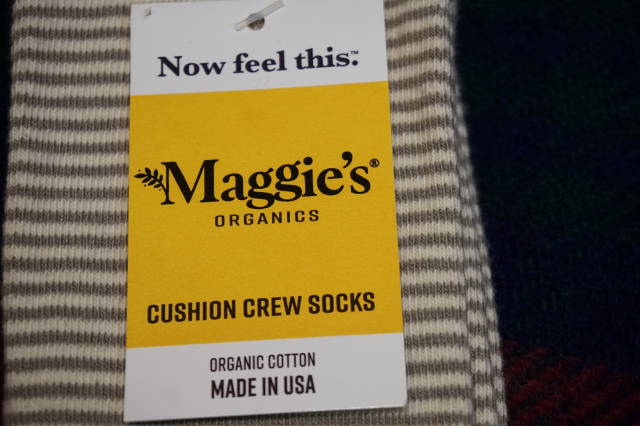 Now feel this.™
Maggie's®
ORGANICS
CUSHION CREW SOCKS
ORGANIC COTTON
MADE IN USA